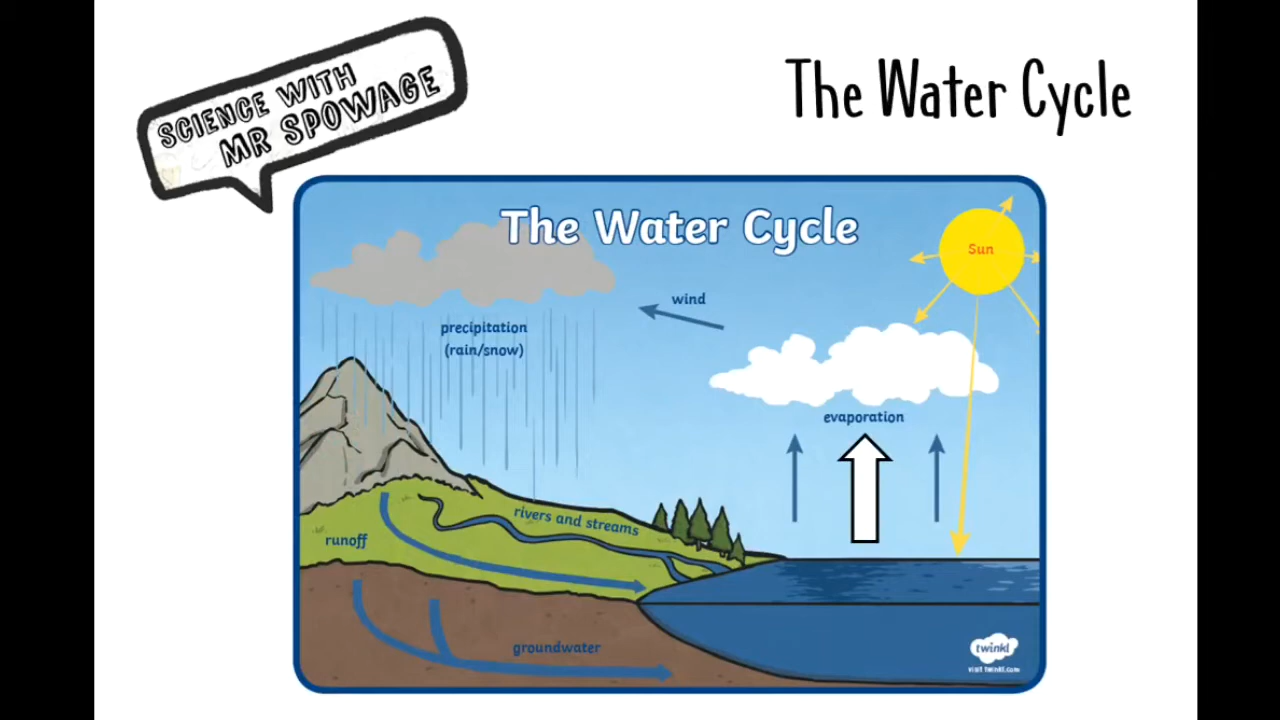 SCIENCE WITH
MR SPOWAGE
The Water Cycle
The Water Cycle
Sun
wind
precipitation
(rain/snow)
evaporation
rivers and streams
runoff
groundwater
twinkl
visit twinkl.com